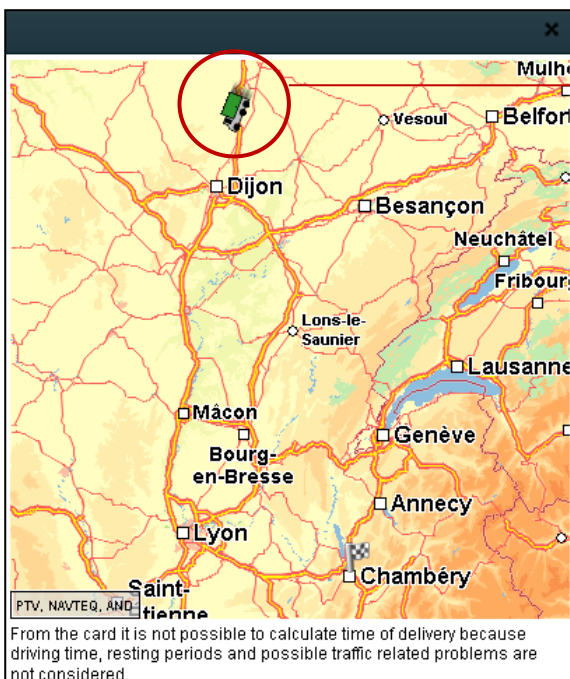 ×
Mulh
Vesoul
Belfort
Dijon
Besançon
Neuchâtel
Fribourg
Lons-le-
Saunier
Lausanne
Mâcon
Genève
Bourg-
en-Bresse
Annecy
Lyon
Chambéry
PTV, NAVTEQ, AND
Saint-
tienne
From the card it is not possible to calculate time of delivery because
driving time, resting periods and possible traffic related problems are
not considered.